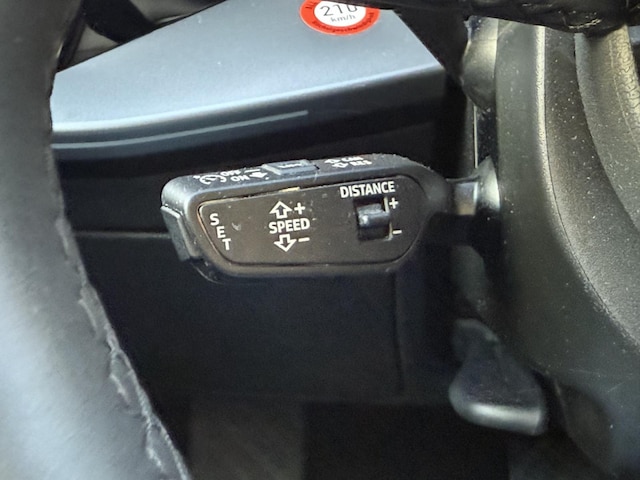 210
km/h
DISTANCE
+
SET
+
SPEED
-
-